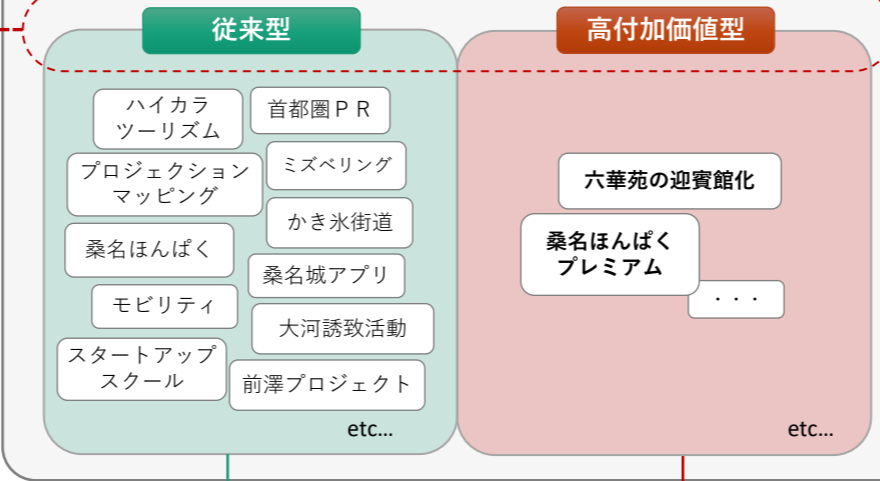 従来型
高付加価値型
ハイカラ
ツーリズム
首都圏ＰＲ
プロジェクション
マッピング
ミズベリング
かき氷街道
桑名ほんぱく
桑名城アプリ
モビリティ
大河誘致活動
スタートアップ
スクール
前澤プロジェクト
etc...
六華苑の迎賓館化
桑名ほんぱく
プレミアム
・・・
etc...